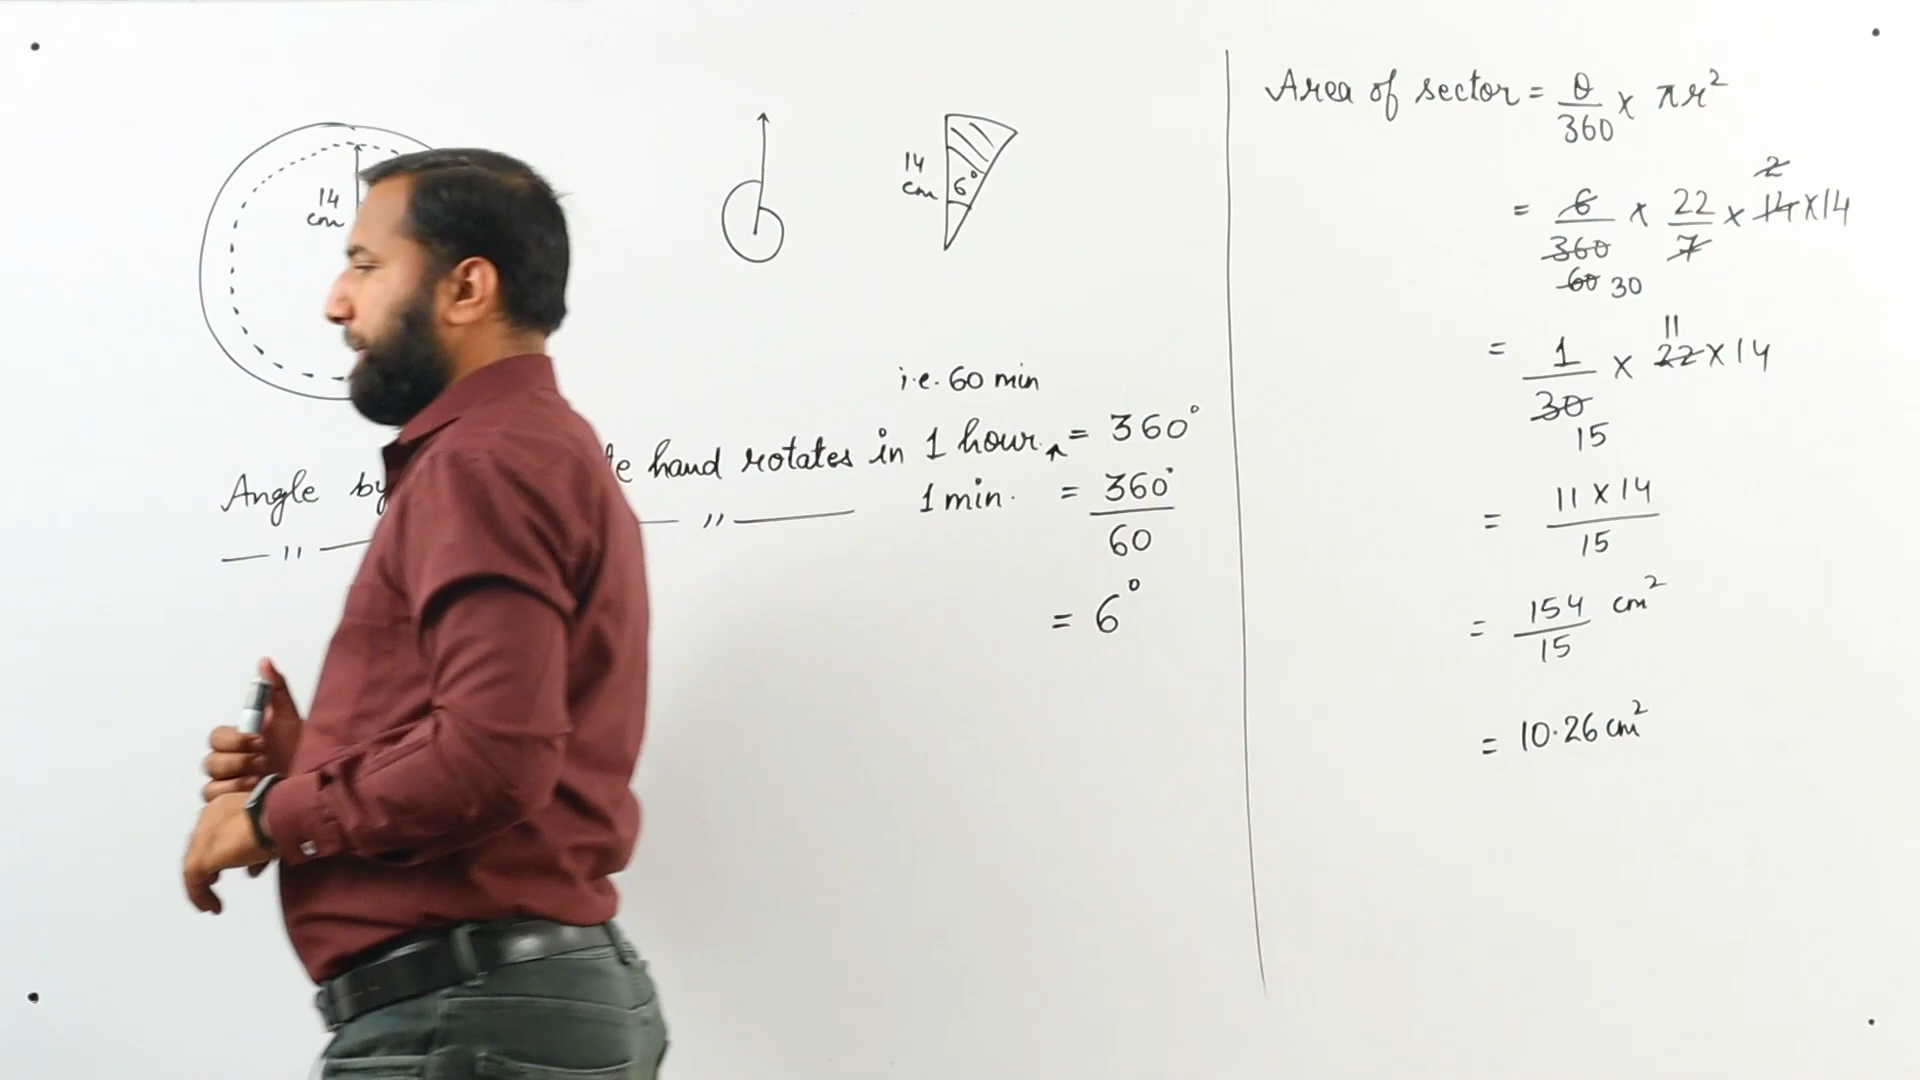 14
cm
14
cm
6°
i.e. 60 min
Angle by hand rotates in 1 hour = 360°
— 〃 — — 〃 — 1 min. = 360°/60
= 6°
Area of sector = θ/360 × πr²
2
= 6/360 × 22/7 × 14 × 14
60 30
11
= 1/30 × 22 × 14
15
= 11 × 14/15
= 154/15 cm²
= 10.26 cm²